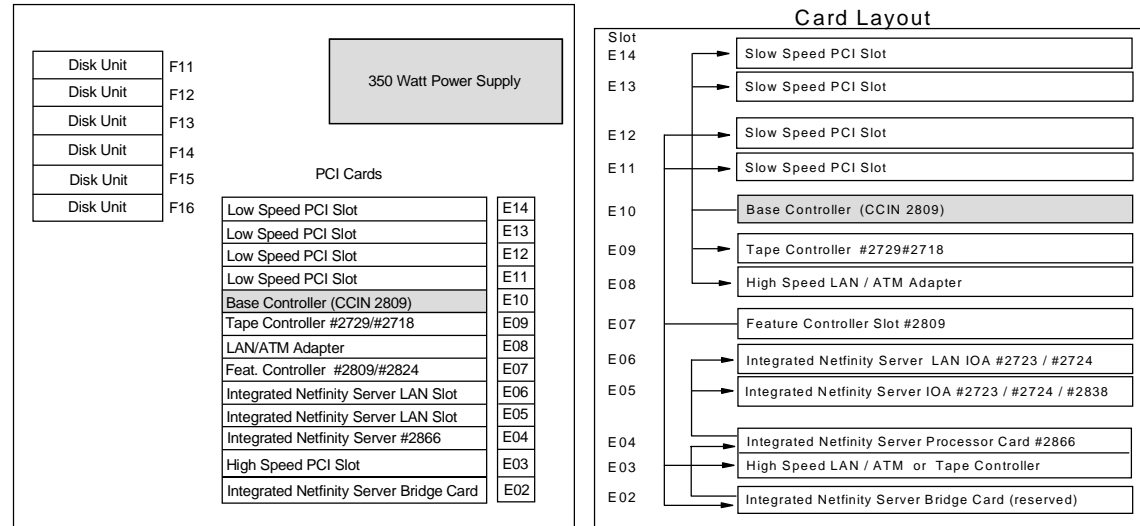 Disk Unit F11
Disk Unit F12
Disk Unit F13
Disk Unit F14
Disk Unit F15
Disk Unit F16
350 Watt Power Supply
PCI Cards
Low Speed PCI Slot E14
Low Speed PCI Slot E13
Low Speed PCI Slot E12
Low Speed PCI Slot E11
Base Controller (CCIN 2809) E10
Tape Controller #2729/#2718 E09
LAN/ATM Adapter E08
Feat. Controller #2809/#2824 E07
Integrated Netfinity Server LAN Slot E06
Integrated Netfinity Server LAN Slot E05
Integrated Netfinity Server #2866 E04
High Speed PCI Slot E03
Integrated Netfinity Server Bridge Card E02
Card Layout
Slot
E14 Slow Speed PCI Slot
E13 Slow Speed PCI Slot
E12 Slow Speed PCI Slot
E11 Slow Speed PCI Slot
E10 Base Controller (CCIN 2809)
E09 Tape Controller #2729#2718
E08 High Speed LAN / ATM Adapter
E07 Feature Controller Slot #2809
E06 Integrated Netfinity Server LAN IOA #2723 / #2724
E05 Integrated Netfinity Server IOA #2723 / #2724 / #2838
E04 Integrated Netfinity Server Processor Card #2866
E03 High Speed LAN / ATM or Tape Controller
E02 Integrated Netfinity Server Bridge Card (reserved)